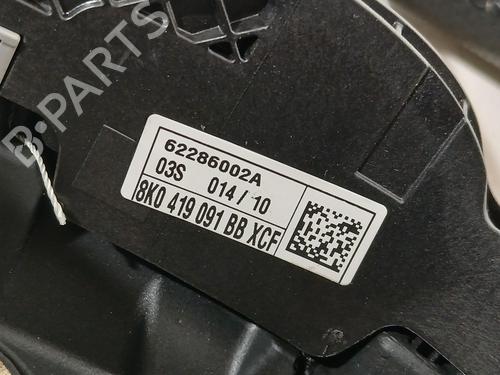 B-PARTS
62286002A
03S 014/10
8K0 419 091 BB XCF